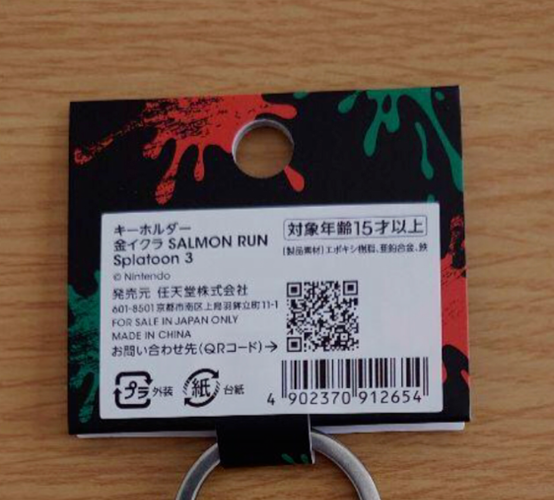 キーホルダー
金イクラ SALMON RUN
Splatoon 3
© Nintendo
対象年齢15才以上
[製品素材]エポキシ樹脂、亜鉛合金、鉄
発売元 任天堂株式会社
601-8501 京都市南区上鳥羽鉾立町11-1
FOR SALE IN JAPAN ONLY
MADE IN CHINA
お問い合わせ先(QRコード)→
プラ 外装 紙 台紙
4 902370 912654